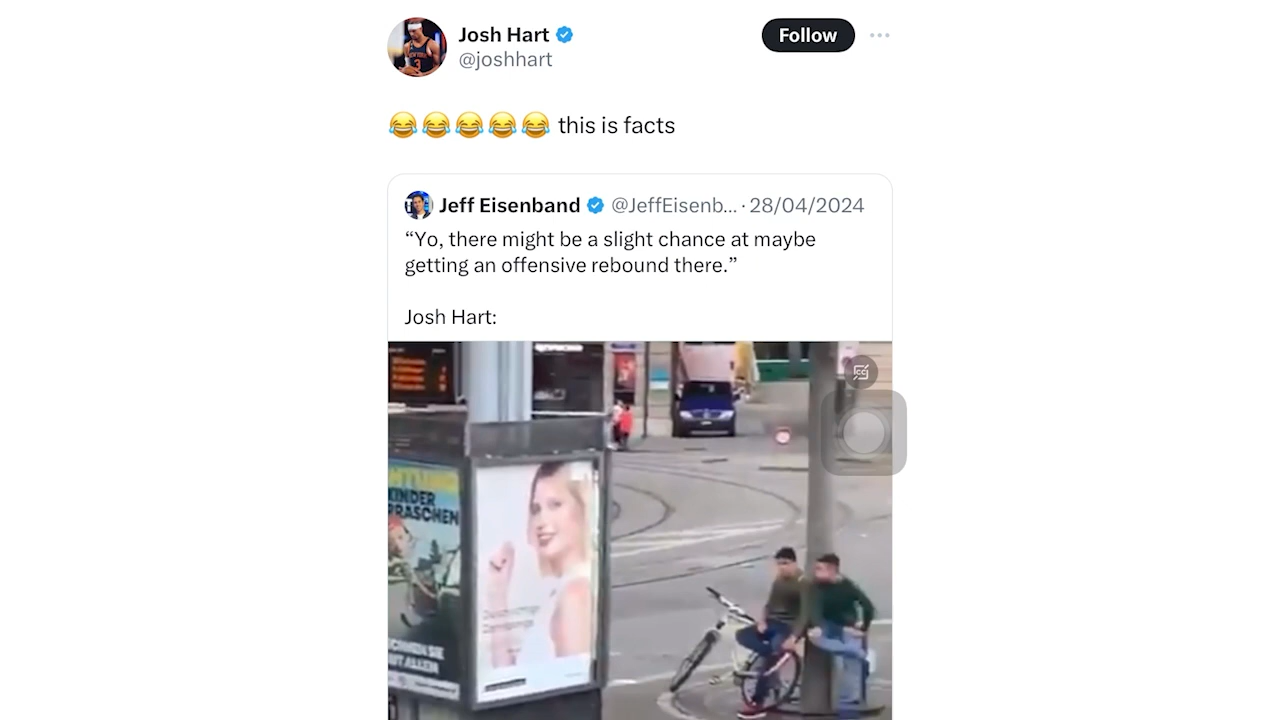 Josh Hart
@joshhart
Follow
😂😂😂😂😂 this is facts
Jeff Eisenband @JeffEisenb... · 28/04/2024
“Yo, there might be a slight chance at maybe
getting an offensive rebound there.”
Josh Hart:
KINDER